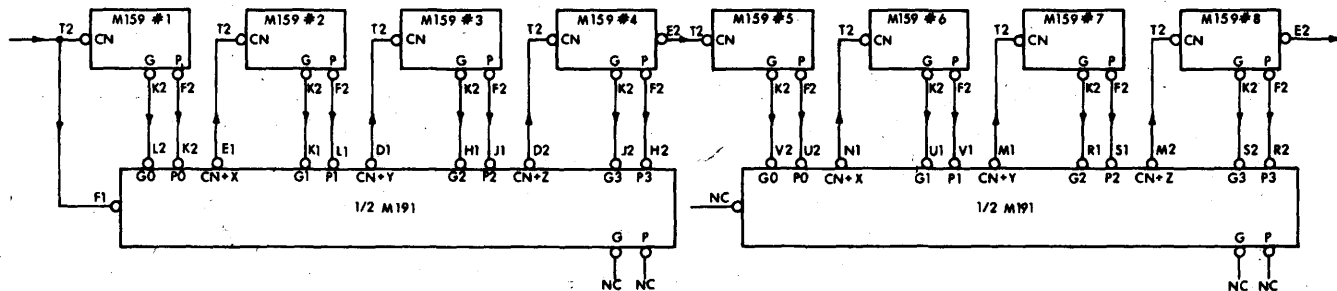 M159 #1 M159 #2 M159 #3 M159 #4 M159 #5 M159 #6 M159 #7 M159#8
T2 CN T2 CN T2 CN T2 CN E2 T2 CN T2 CN T2 CN T2 CN E2
G P G P G P G P G P G P G P G P
K2 F2 K2 F2 K2 F2 K2 F2 K2 F2 K2 F2 K2 F2 K2 F2
L2 K2 E1 K1 L1 D1 H1 J1 D2 J2 H2 V2 U2 N1 U1 V1 M1 R1 S1 M2 S2 R2
G0 P0 CN+X G1 P1 CN+Y G2 P2 CN+Z G3 P3 G0 P0 CN+X G1 P1 CN+Y G2 P2 CN+Z G3 P3
F1 1/2 M191 NC 1/2 M191
G P G P
NC NC NC NC